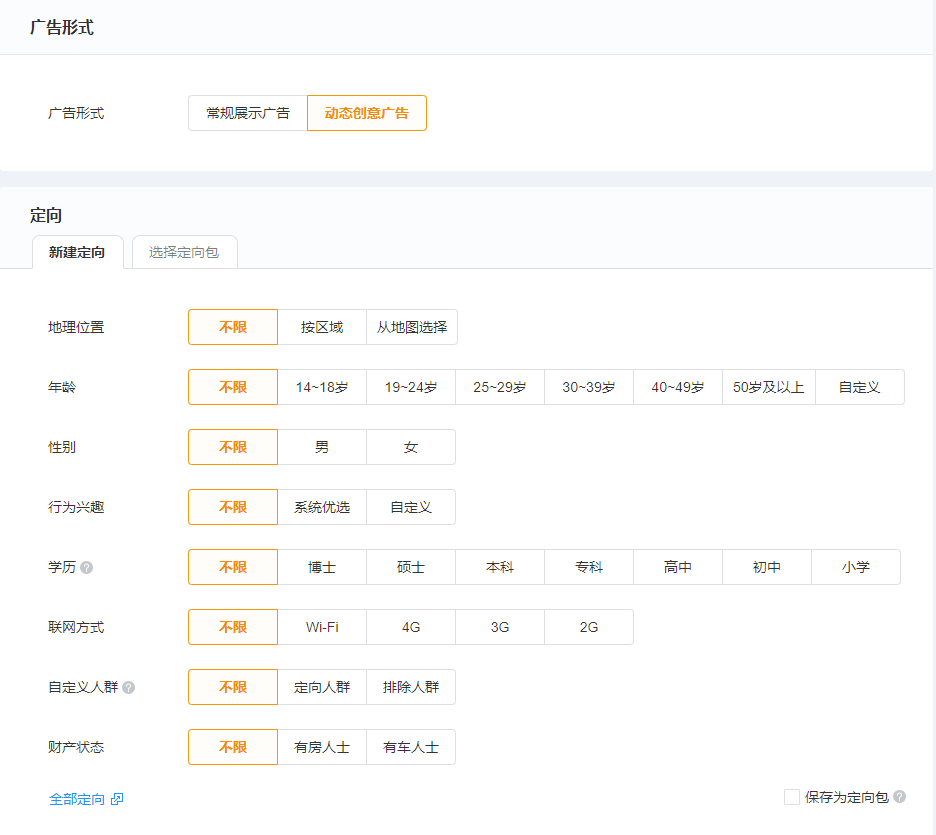 广告形式
广告形式 常规展示广告 动态创意广告
定向
新建定向 选择定向包
地理位置 不限 按区域 从地图选择
年龄 不限 14~18岁 19~24岁 25~29岁 30~39岁 40~49岁 50岁及以上 自定义
性别 不限 男 女
行为兴趣 不限 系统优选 自定义
学历 ? 不限 博士 硕士 本科 专科 高中 初中 小学
联网方式 不限 Wi-Fi 4G 3G 2G
自定义人群 ? 不限 定向人群 排除人群
财产状态 不限 有房人士 有车人士
全部定向 保存为定向包 ?